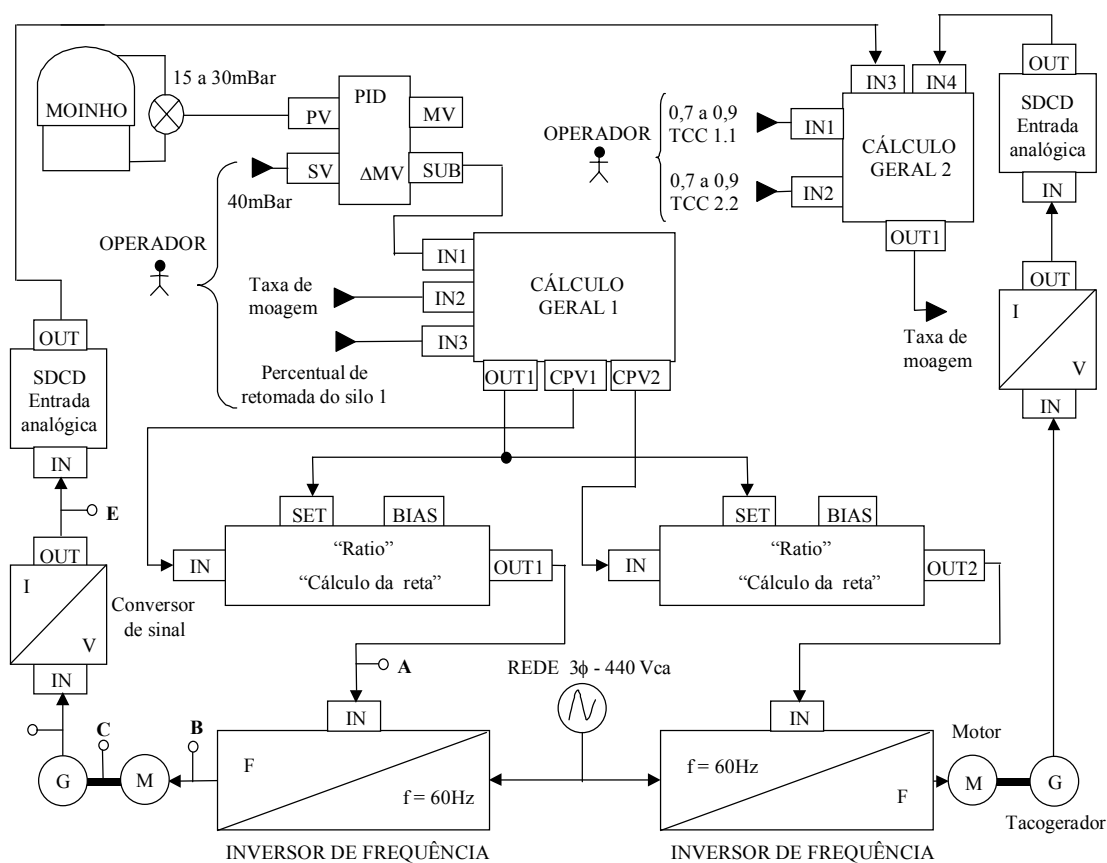 MOINHO
15 a 30mBar
PV
PID
ΔMV
MV
SUB
SV
40mBar
OPERADOR
OPERADOR
0,7 a 0,9
TCC 1.1
0,7 a 0,9
TCC 2.2
IN3
IN4
IN1
IN2
CÁLCULO
GERAL 2
OUT1
Taxa de
moagem
OUT
SDCD
Entrada
analógica
IN
OUT
I
V
IN
IN1
IN2
IN3
CÁLCULO
GERAL 1
OUT1
CPV1
CPV2
Taxa de
moagem
Percentual de
retomada do silo 1
OUT
SDCD
Entrada
analógica
IN
E
OUT
I
V
IN
Conversor
de sinal
SET
BIAS
IN
“Ratio”
“Cálculo da reta”
OUT1
SET
BIAS
IN
“Ratio”
“Cálculo da reta”
OUT2
A
REDE 3ϕ - 440 Vca
IN
IN
C
B
G
M
F
f = 60Hz
f = 60Hz
F
Motor
M
G
Tacogerador
INVERSOR DE FREQUÊNCIA
INVERSOR DE FREQUÊNCIA